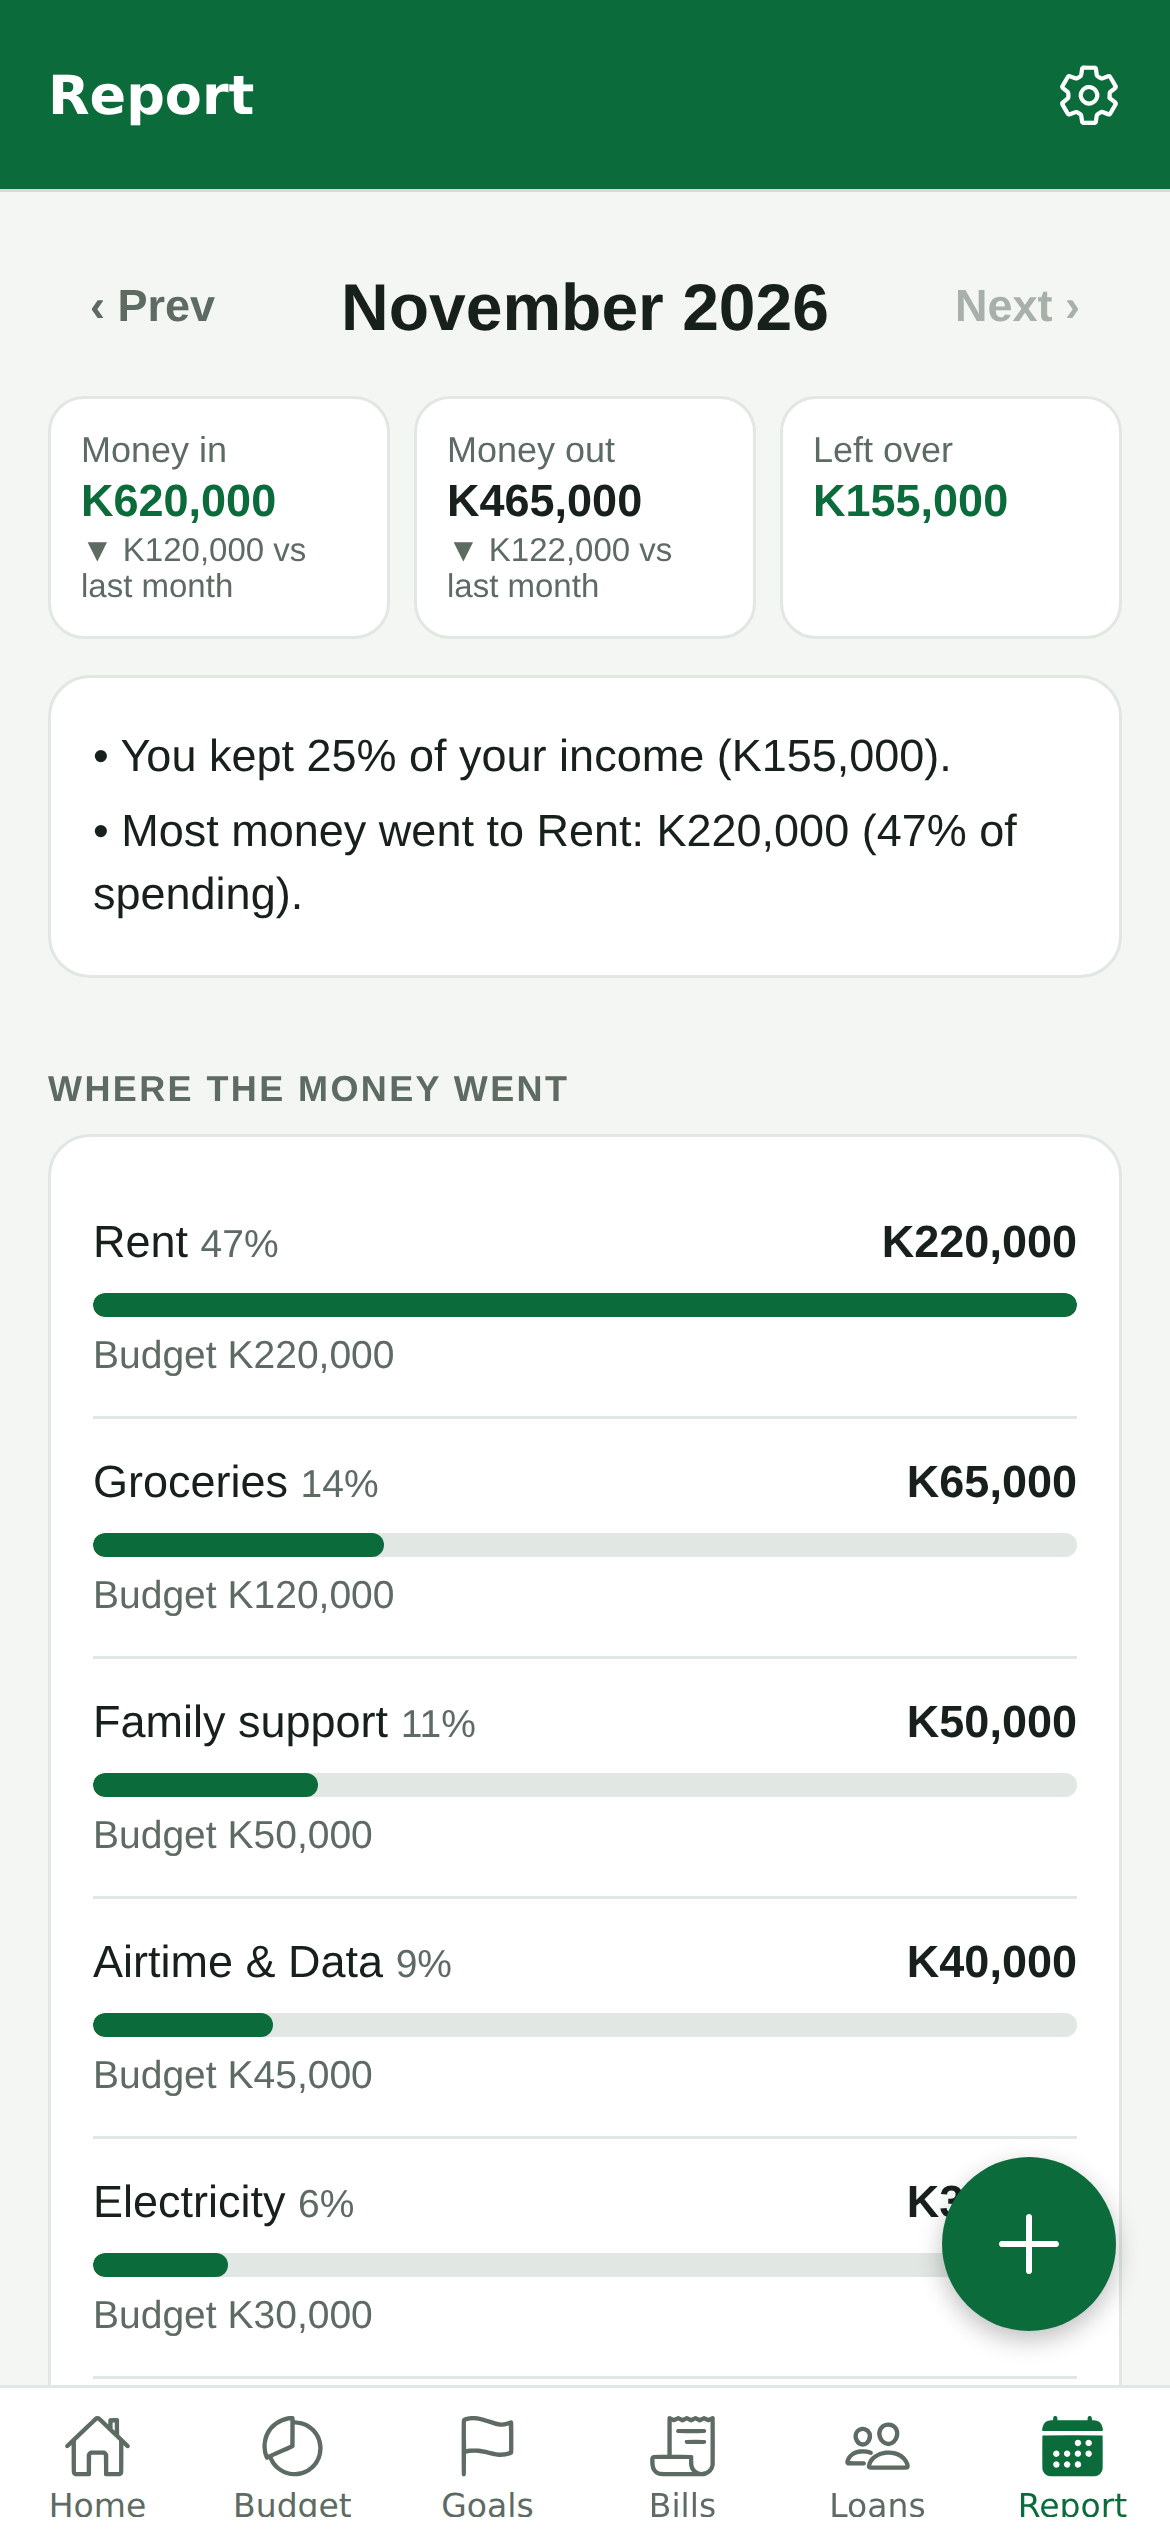 Report
‹ Prev
November 2026
Next ›
Money in
K620,000
▼ K120,000 vs
last month
Money out
K465,000
▼ K122,000 vs
last month
Left over
K155,000
• You kept 25% of your income (K155,000).
• Most money went to Rent: K220,000 (47% of
spending).
WHERE THE MONEY WENT
Rent 47%
K220,000
Budget K220,000
Groceries 14%
K65,000
Budget K120,000
Family support 11%
K50,000
Budget K50,000
Airtime & Data 9%
K40,000
Budget K45,000
Electricity 6%
Budget K30,000
Home
Budget
Goals
Bills
Loans
Report